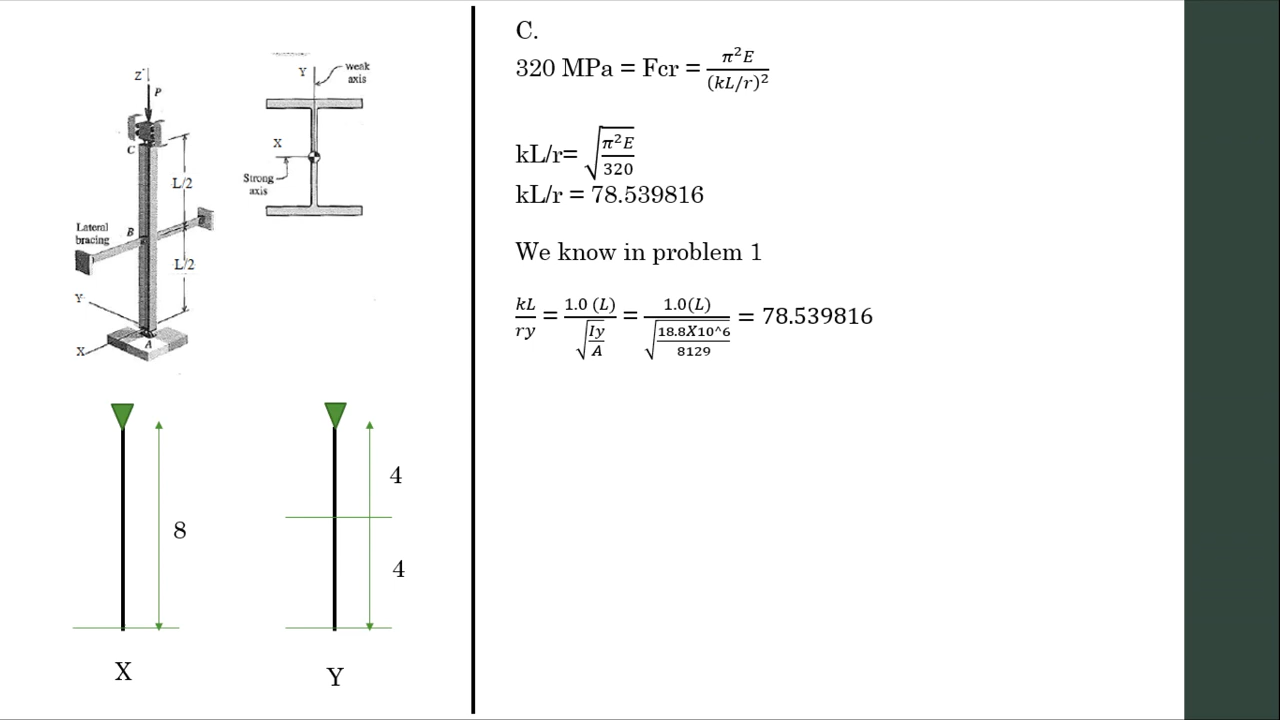 Z
P
C
L/2
Lateral
bracing
B
L/2
Y
X
A
Y
weak
axis
X
Strong
axis
8
X
4
4
Y
C.
320 MPa = Fcr = π²E/(kL/r)²
kL/r= √(π²E/320)
kL/r = 78.539816
We know in problem 1
kL/ry = 1.0 (L)/√(Iy/A) = 1.0(L)/√(18.8X10^6/8129) = 78.539816